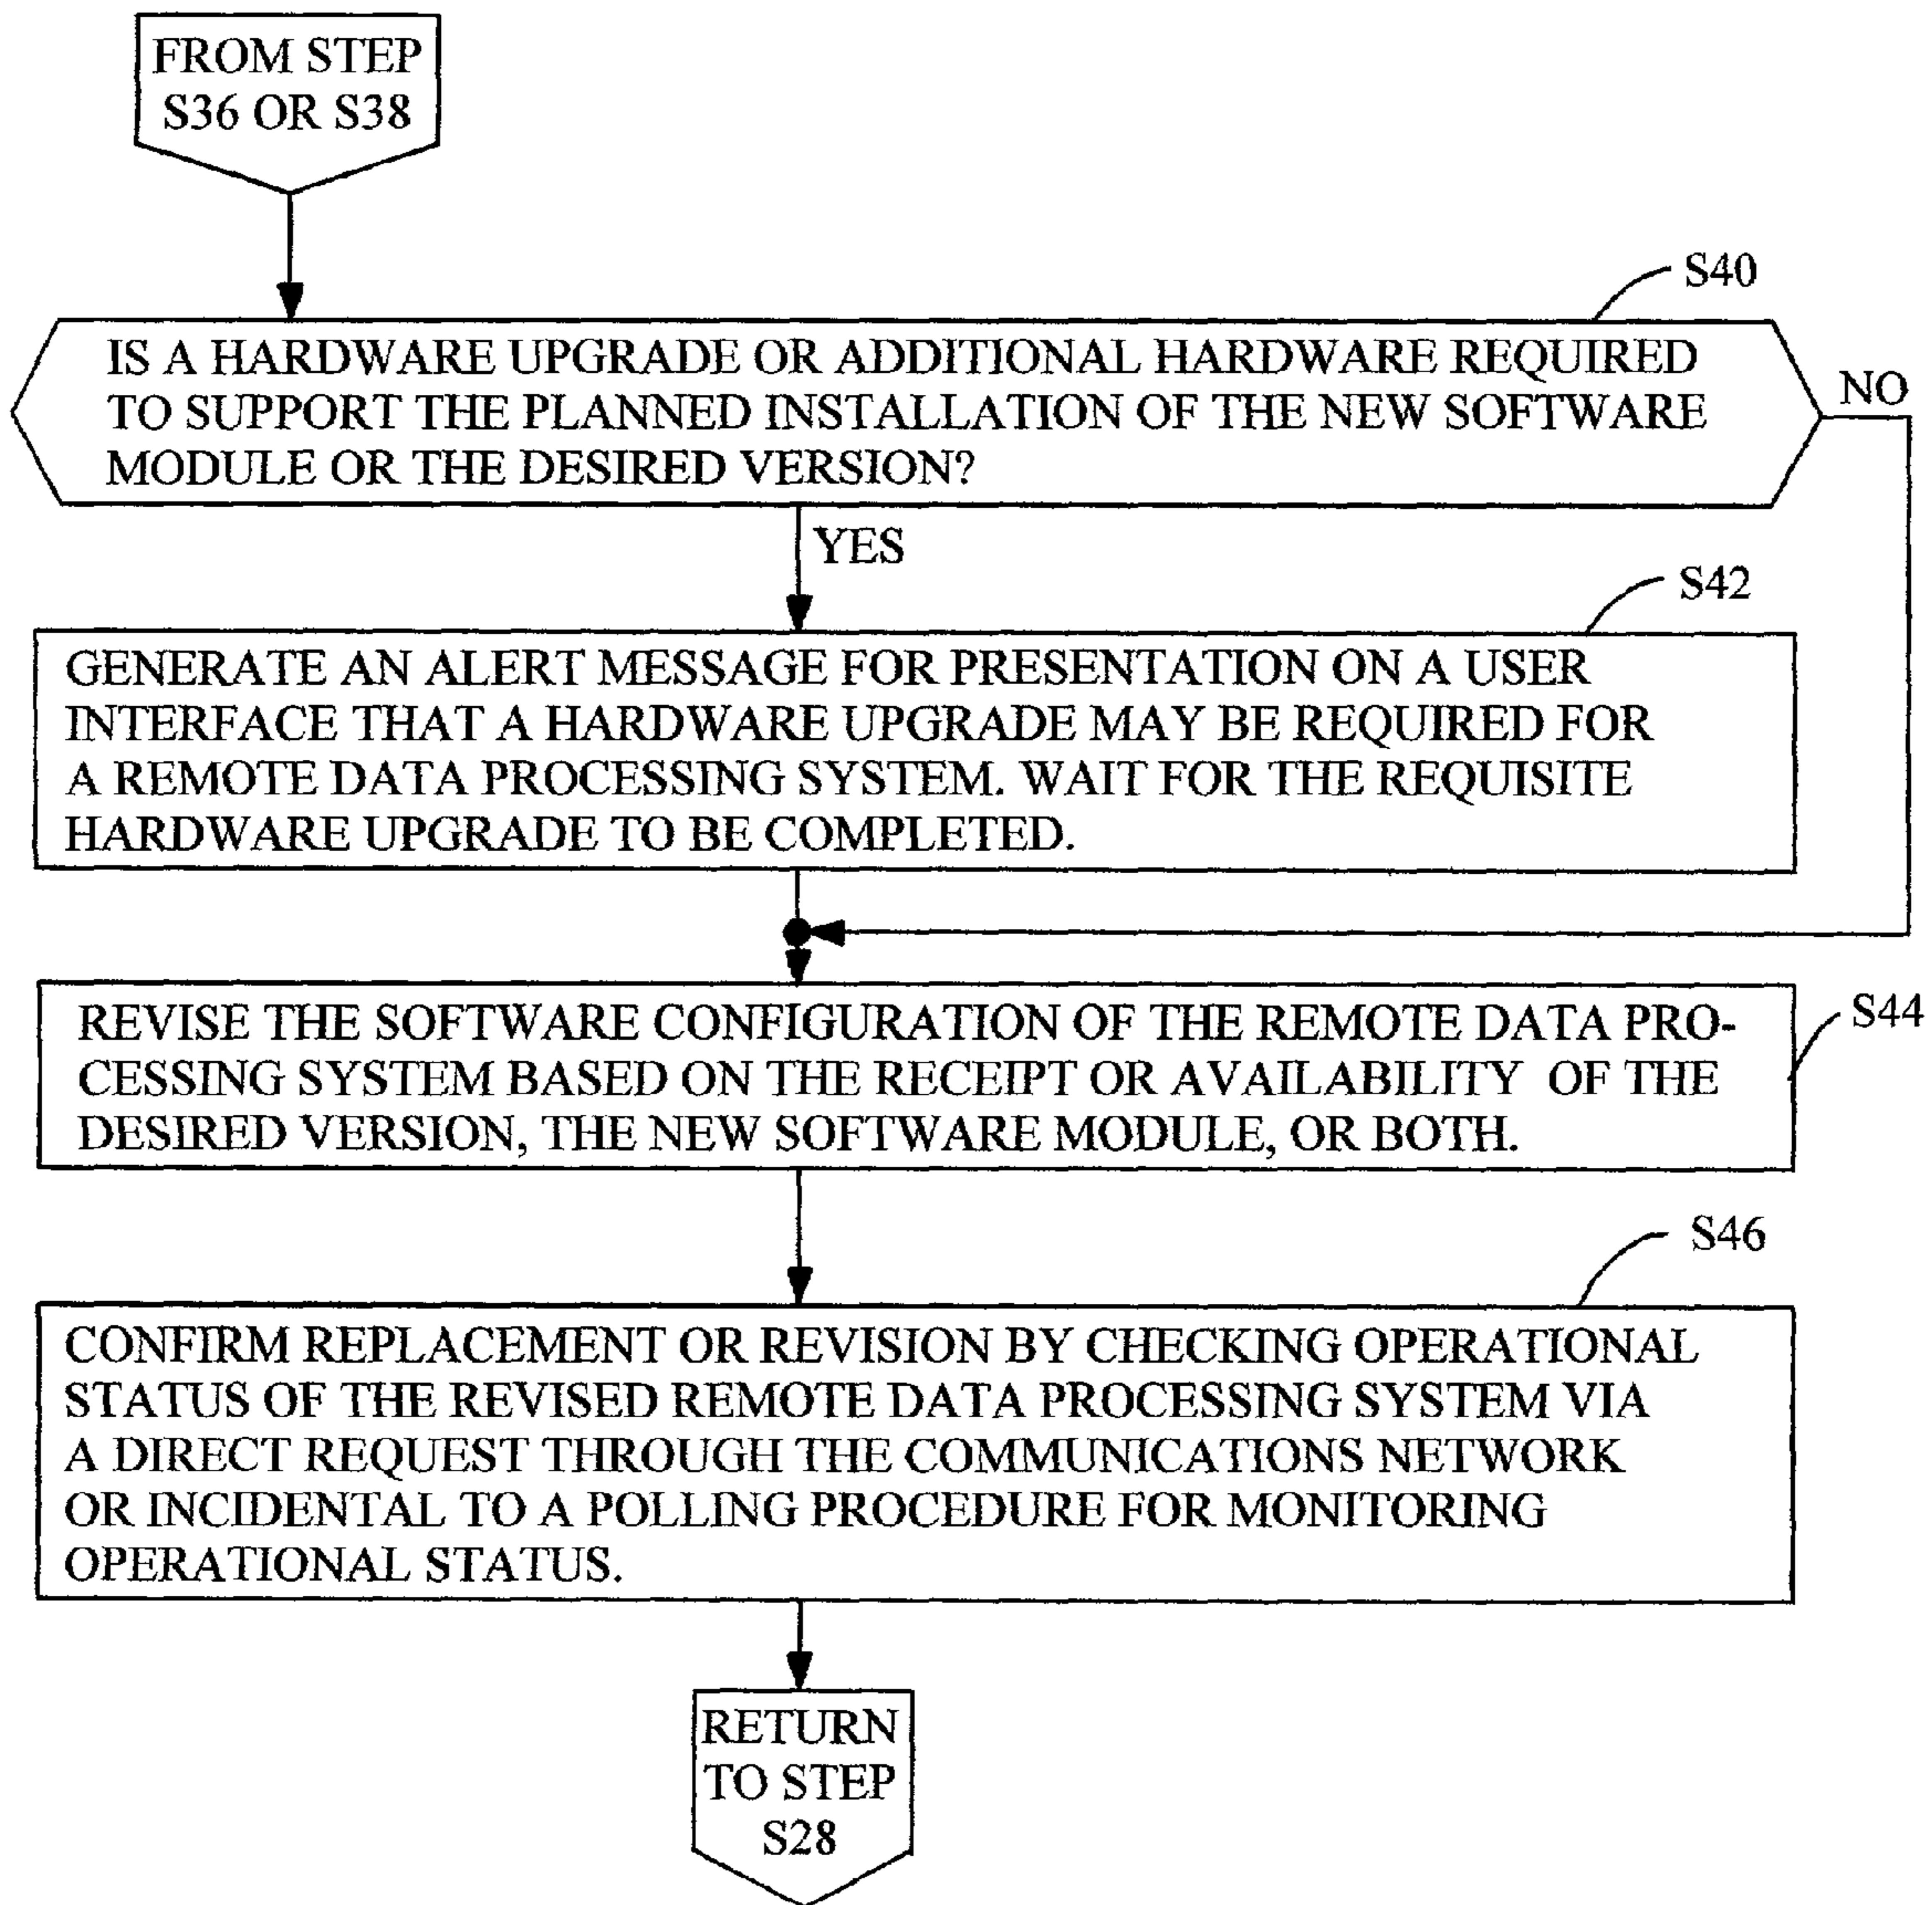 FROM STEP
S36 OR S38
S40
IS A HARDWARE UPGRADE OR ADDITIONAL HARDWARE REQUIRED
TO SUPPORT THE PLANNED INSTALLATION OF THE NEW SOFTWARE
MODULE OR THE DESIRED VERSION?
NO
YES
S42
GENERATE AN ALERT MESSAGE FOR PRESENTATION ON A USER
INTERFACE THAT A HARDWARE UPGRADE MAY BE REQUIRED FOR
A REMOTE DATA PROCESSING SYSTEM. WAIT FOR THE REQUISITE
HARDWARE UPGRADE TO BE COMPLETED.
REVISE THE SOFTWARE CONFIGURATION OF THE REMOTE DATA PRO-
CESSING SYSTEM BASED ON THE RECEIPT OR AVAILABILITY OF THE
DESIRED VERSION, THE NEW SOFTWARE MODULE, OR BOTH.
S44
S46
CONFIRM REPLACEMENT OR REVISION BY CHECKING OPERATIONAL
STATUS OF THE REVISED REMOTE DATA PROCESSING SYSTEM VIA
A DIRECT REQUEST THROUGH THE COMMUNICATIONS NETWORK
OR INCIDENTAL TO A POLLING PROCEDURE FOR MONITORING
OPERATIONAL STATUS.
RETURN
TO STEP
S28